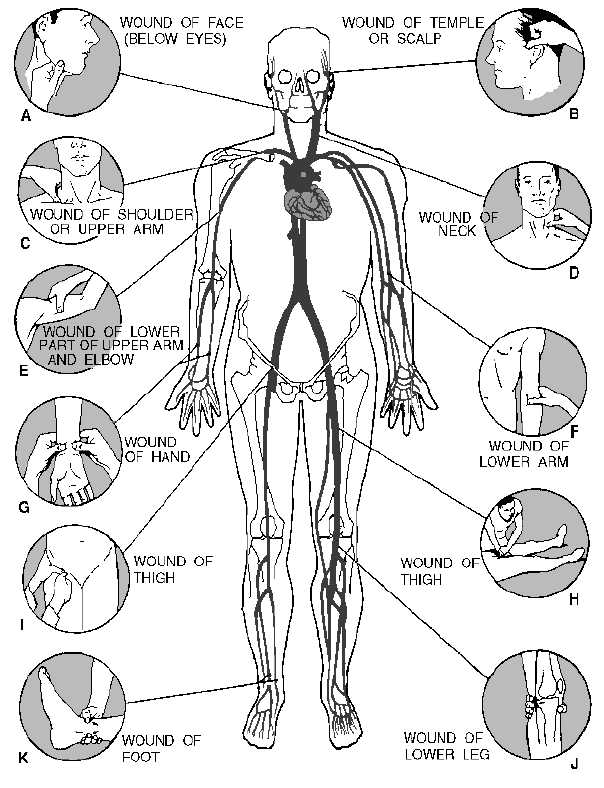 WOUND OF FACE
(BELOW EYES)
A
WOUND OF TEMPLE
OR SCALP
B
WOUND OF SHOULDER
OR UPPER ARM
C
WOUND OF
NECK
D
WOUND OF LOWER
PART OF UPPER ARM
AND ELBOW
E
WOUND OF
LOWER ARM
F
WOUND
OF HAND
G
WOUND OF
THIGH
H
WOUND OF
THIGH
I
WOUND OF
LOWER LEG
J
WOUND OF
FOOT
K